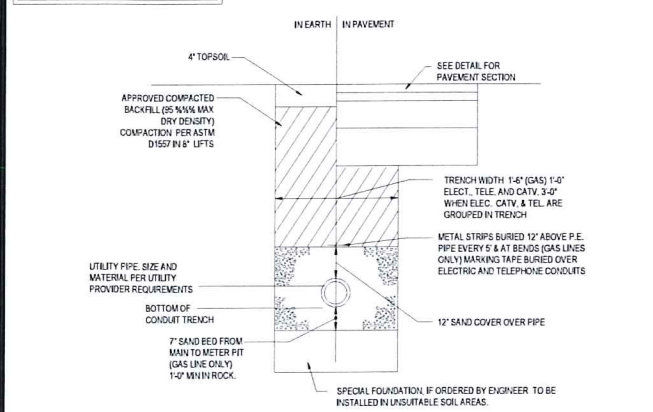 IN EARTH IN PAVEMENT
4" TOPSOIL
SEE DETAIL FOR
PAVEMENT SECTION
APPROVED COMPACTED
BACKFILL (95 %%% MAX
DRY DENSITY)
COMPACTION PER ASTM
D1557 IN 8" LIFTS
TRENCH WIDTH 1'-6" (GAS) 1'-0"
ELECT., TELE. AND CATV. 3'-0"
WHEN ELEC. CATV, & TEL. ARE
GROUPED IN TRENCH
METAL STRIPS BURIED 12" ABOVE P.E.
PIPE EVERY 5' & AT BENDS (GAS LINES
ONLY) MARKING TAPE BURIED OVER
ELECTRIC AND TELEPHONE CONDUITS
UTILITY PIPE, SIZE AND
MATERIAL PER UTILITY
PROVIDER REQUIREMENTS
BOTTOM OF
CONDUIT TRENCH
12" SAND COVER OVER PIPE
7" SAND BED FROM
MAIN TO METER PIT
(GAS LINE ONLY)
1'-0" MIN IN ROCK.
SPECIAL FOUNDATION, IF ORDERED BY ENGINEER TO BE
INSTALLED IN UNSUITABLE SOIL AREAS.